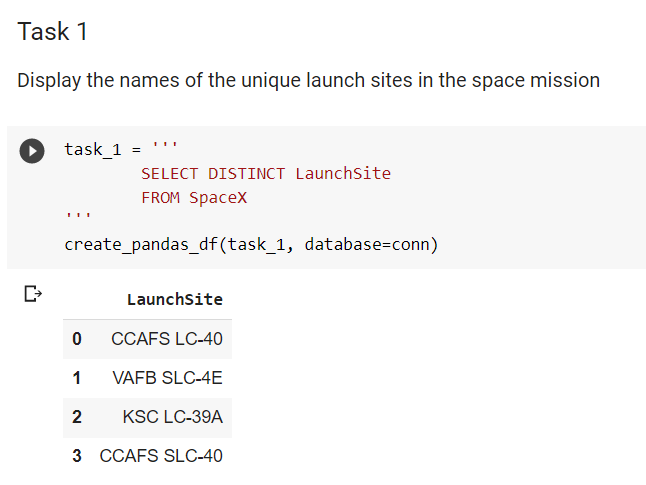 Task 1
Display the names of the unique launch sites in the space mission
task_1 = '''
SELECT DISTINCT LaunchSite
FROM SpaceX
'''
create_pandas_df(task_1, database=conn)
LaunchSite
0 CCAFS LC-40
1 VAFB SLC-4E
2 KSC LC-39A
3 CCAFS SLC-40